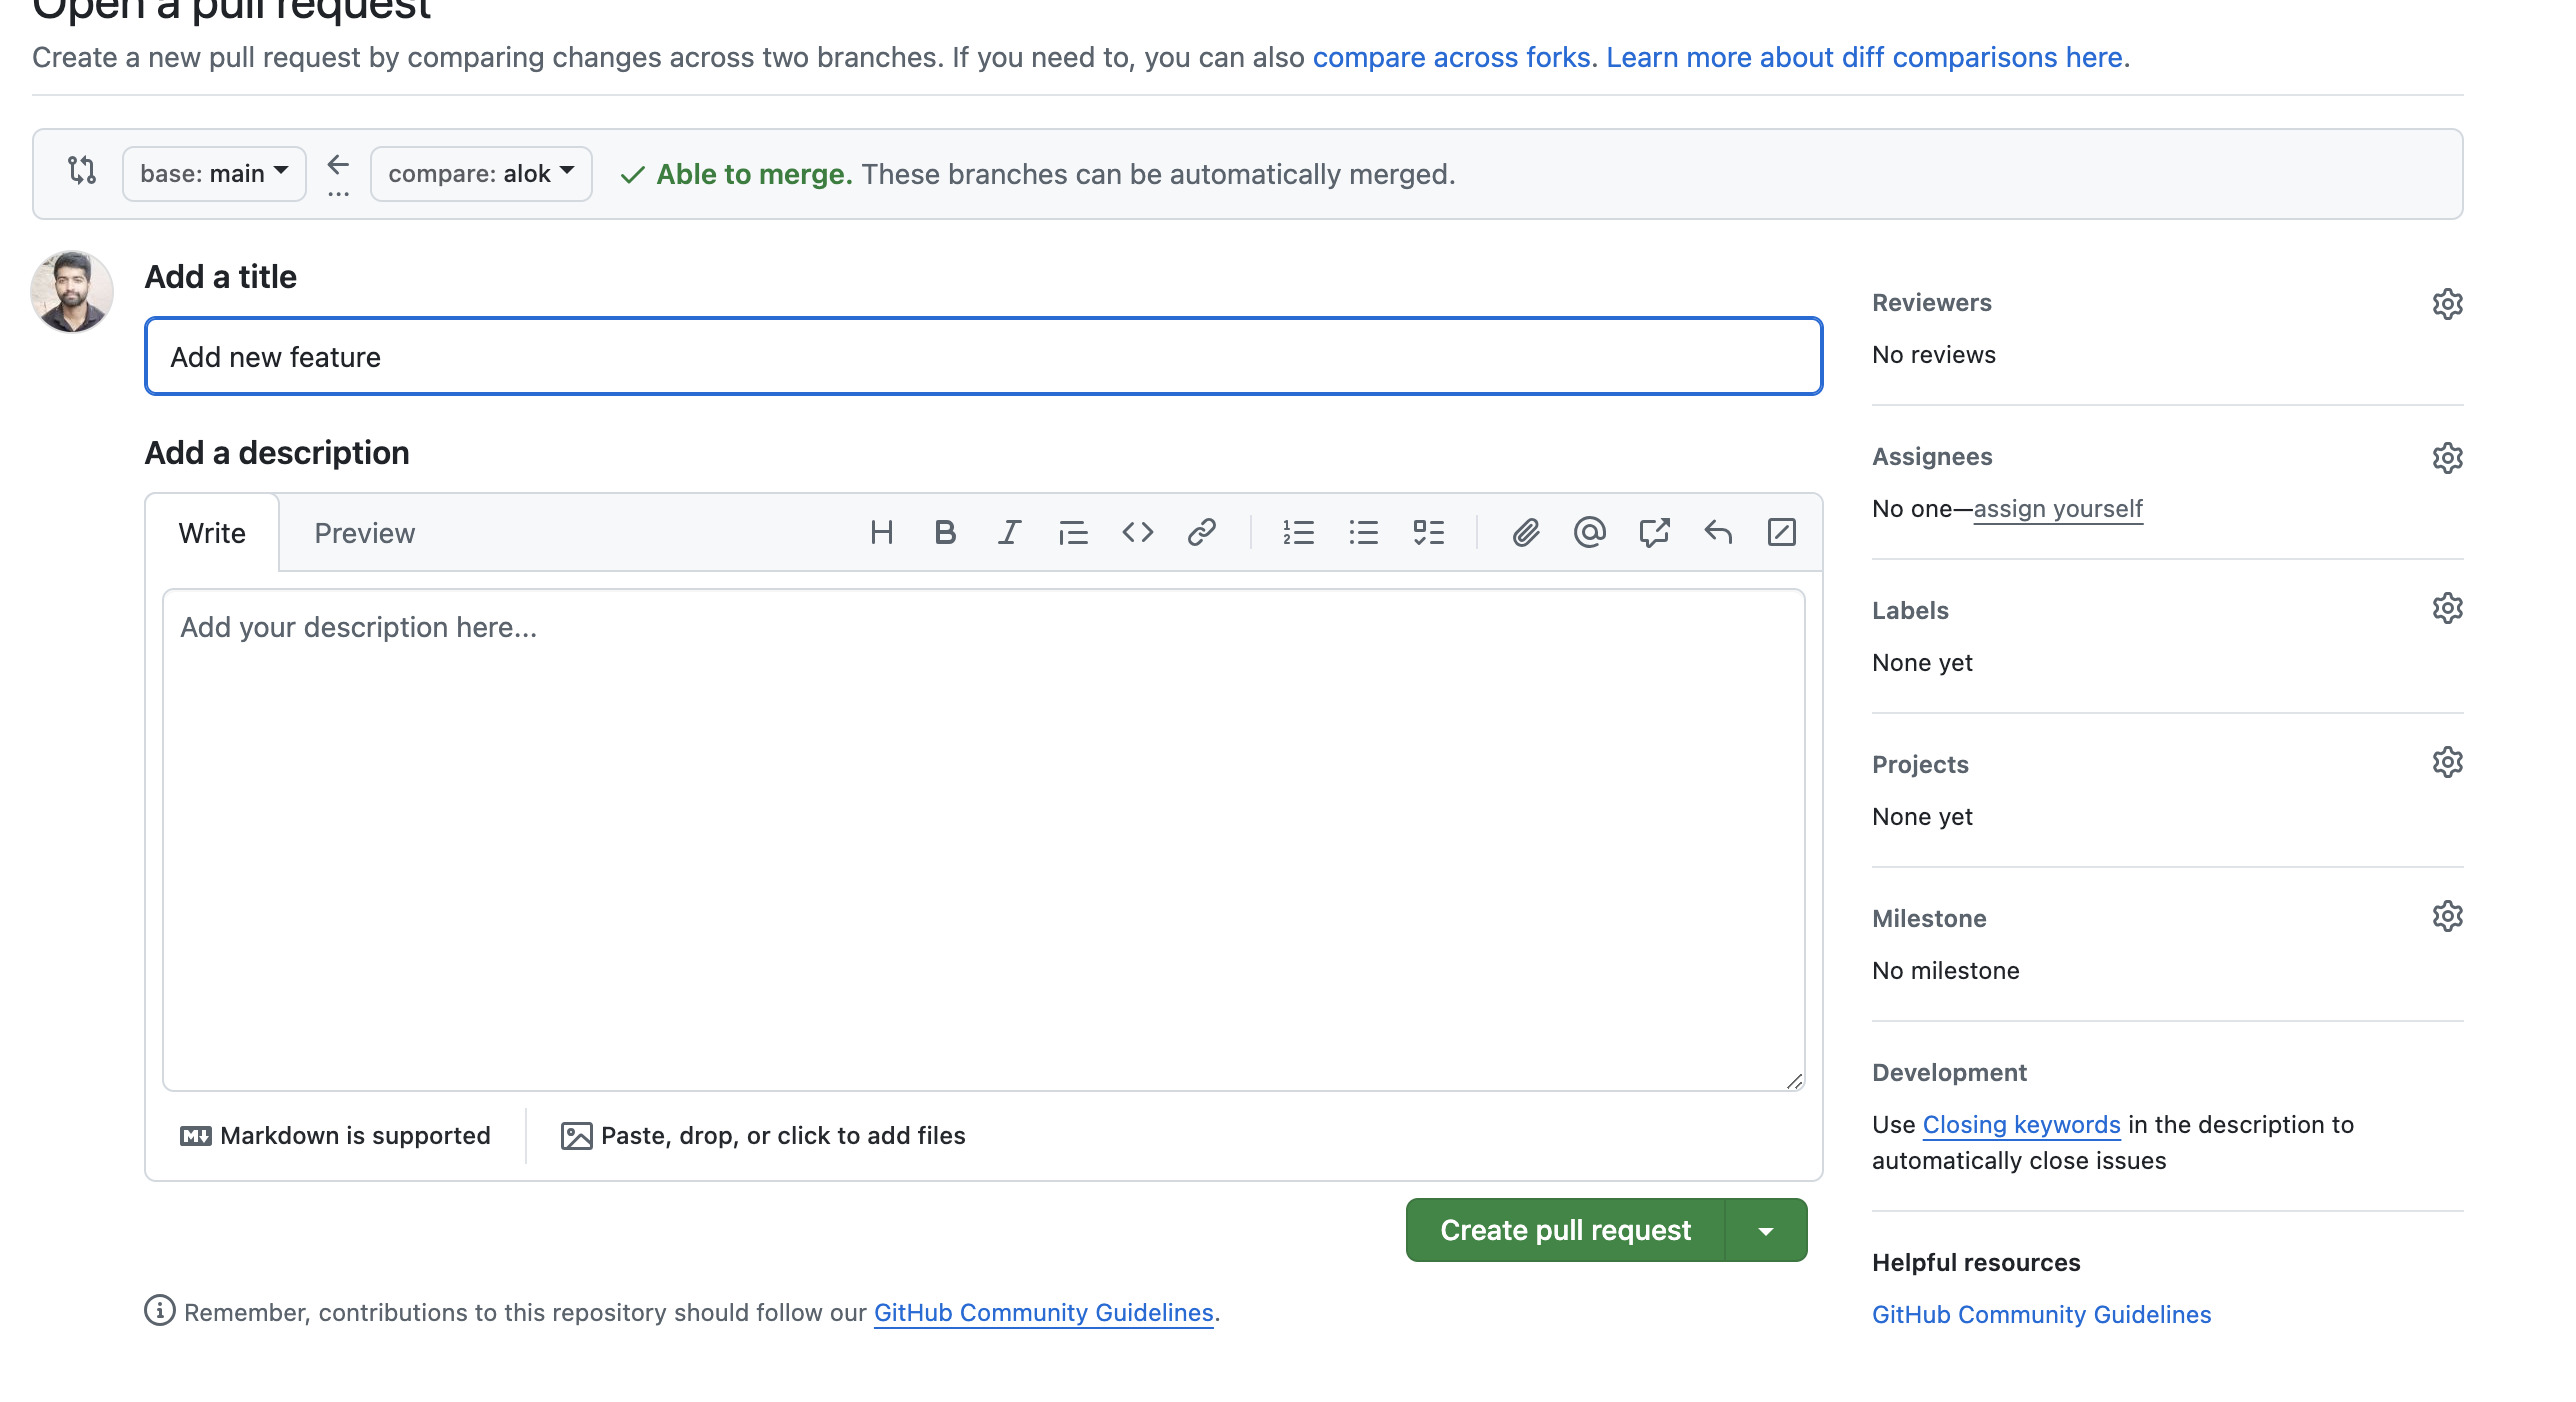 Open a pull request
Create a new pull request by comparing changes across two branches. If you need to, you can also compare across forks. Learn more about diff comparisons here.
base: main
...
compare: alok
Able to merge. These branches can be automatically merged.
Add a title
Add new feature
Add a description
Write
Preview
Add your description here...
Markdown is supported
Paste, drop, or click to add files
Create pull request
Remember, contributions to this repository should follow our GitHub Community Guidelines.
Reviewers
No reviews
Assignees
No one—assign yourself
Labels
None yet
Projects
None yet
Milestone
No milestone
Development
Use Closing keywords in the description to
automatically close issues
Helpful resources
GitHub Community Guidelines